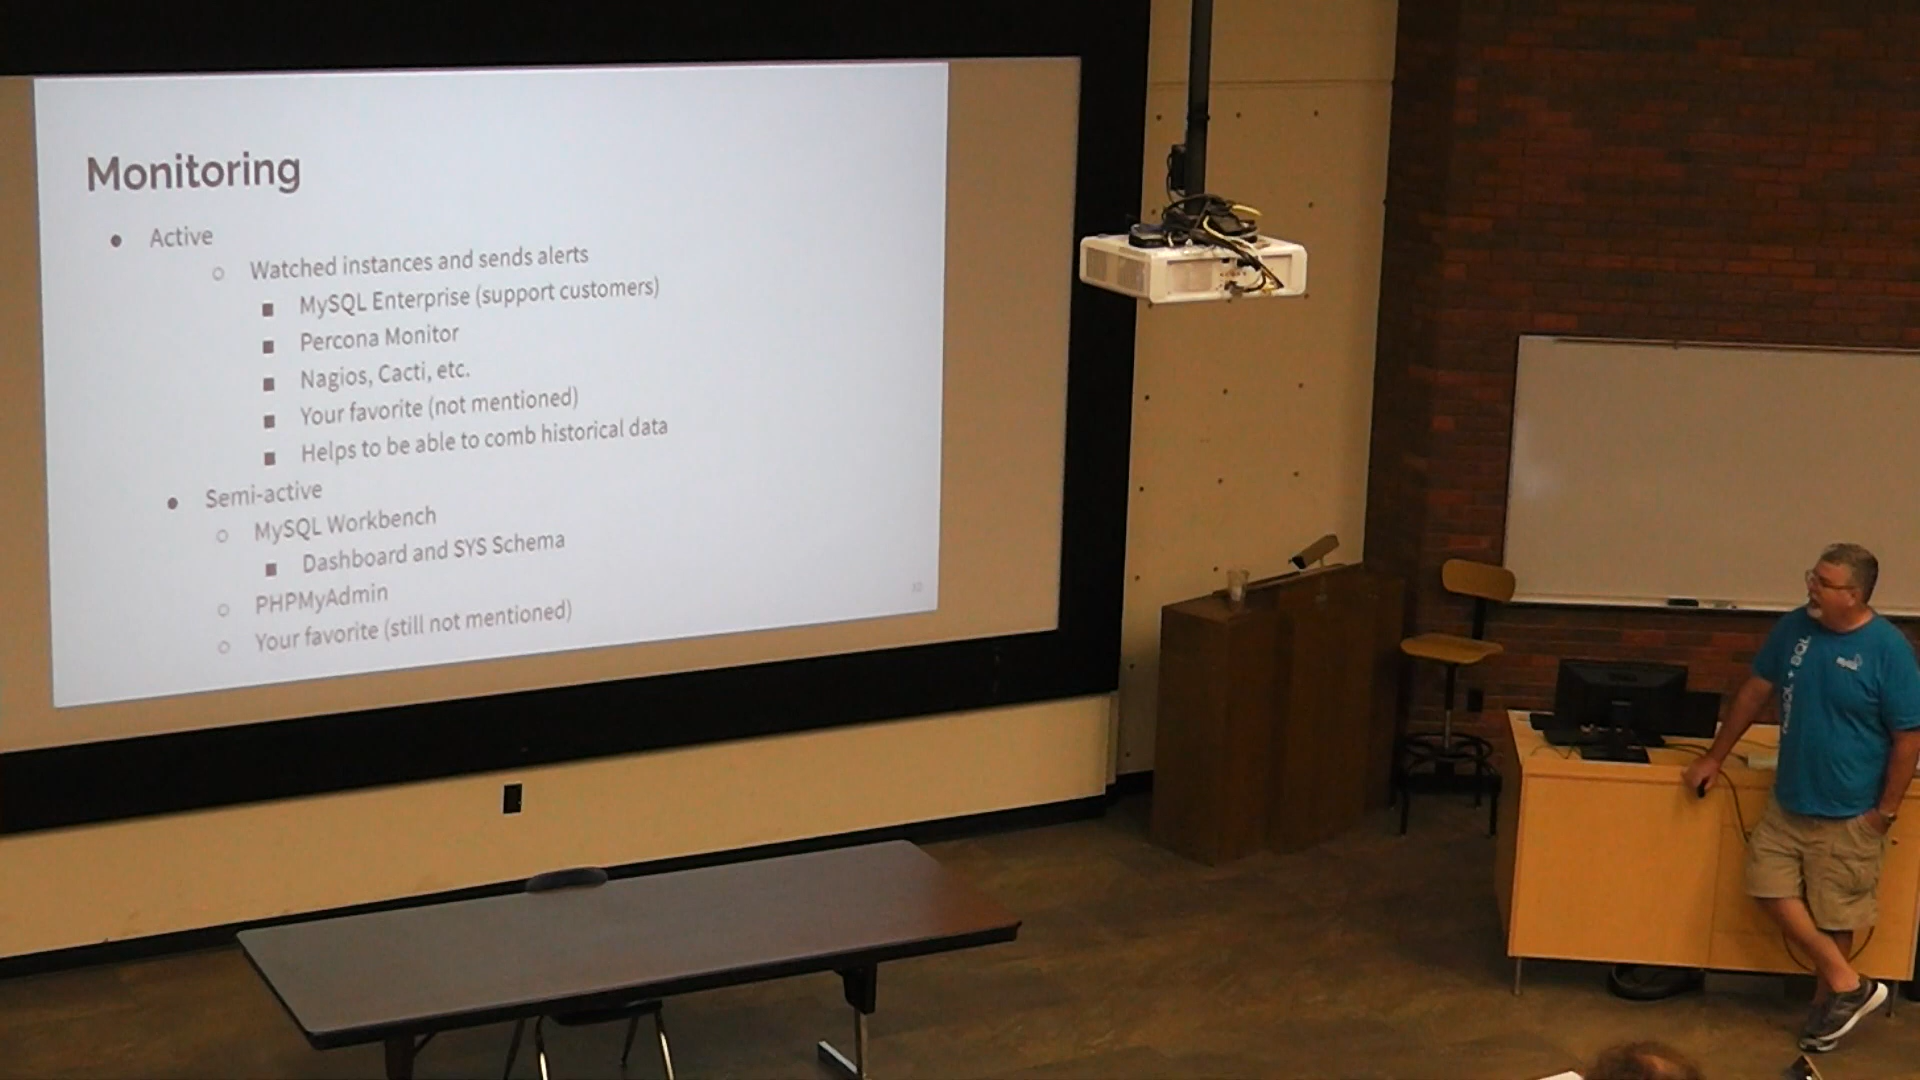 Monitoring
Active
Watched instances and sends alerts
MySQL Enterprise (support customers)
Percona Monitor
Nagios, Cacti, etc.
Your favorite (not mentioned)
Helps to be able to comb historical data
Semi-active
MySQL Workbench
Dashboard and SYS Schema
PHPMyAdmin
Your favorite (still not mentioned)